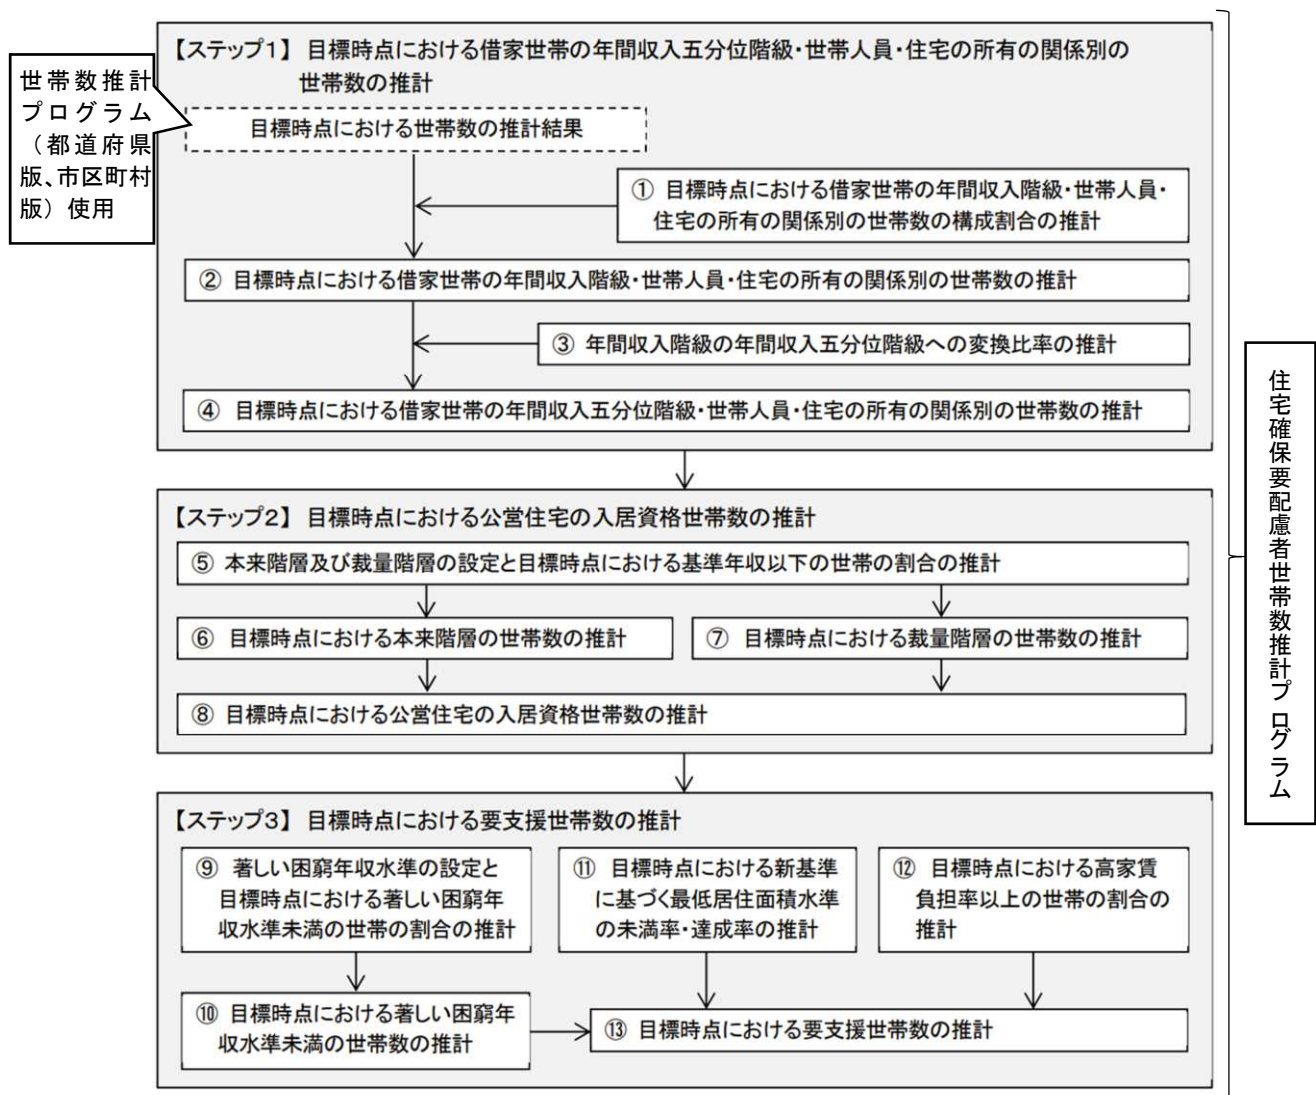 世帯数推計
プログラム
（都道府県
版、市区町村
版）使用
【ステップ1】 目標時点における借家世帯の年間収入五分位階級・世帯人員・住宅の所有の関係別の
世帯数の推計
目標時点における世帯数の推計結果
① 目標時点における借家世帯の年間収入階級・世帯人員・
住宅の所有の関係別の世帯数の構成割合の推計
② 目標時点における借家世帯の年間収入階級・世帯人員・住宅の所有の関係別の世帯数の推計
③ 年間収入階級の年間収入五分位階級への変換比率の推計
④ 目標時点における借家世帯の年間収入五分位階級・世帯人員・住宅の所有の関係別の世帯数の推計
【ステップ2】 目標時点における公営住宅の入居資格世帯数の推計
⑤ 本来階層及び裁量階層の設定と目標時点における基準年収以下の世帯の割合の推計
⑥ 目標時点における本来階層の世帯数の推計
⑦ 目標時点における裁量階層の世帯数の推計
⑧ 目標時点における公営住宅の入居資格世帯数の推計
【ステップ3】 目標時点における要支援世帯数の推計
⑨ 著しい困窮年収水準の設定と
目標時点における著しい困窮年
収水準未満の世帯の割合の推計
⑪ 目標時点における新基準
に基づく最低居住面積水準
の未満率・達成率の推計
⑫ 目標時点における高家賃
負担率以上の世帯の割合の
推計
⑩ 目標時点における著しい困窮年
収水準未満の世帯数の推計
⑬ 目標時点における要支援世帯数の推計
住宅確保要配慮者世帯数推計プログラム